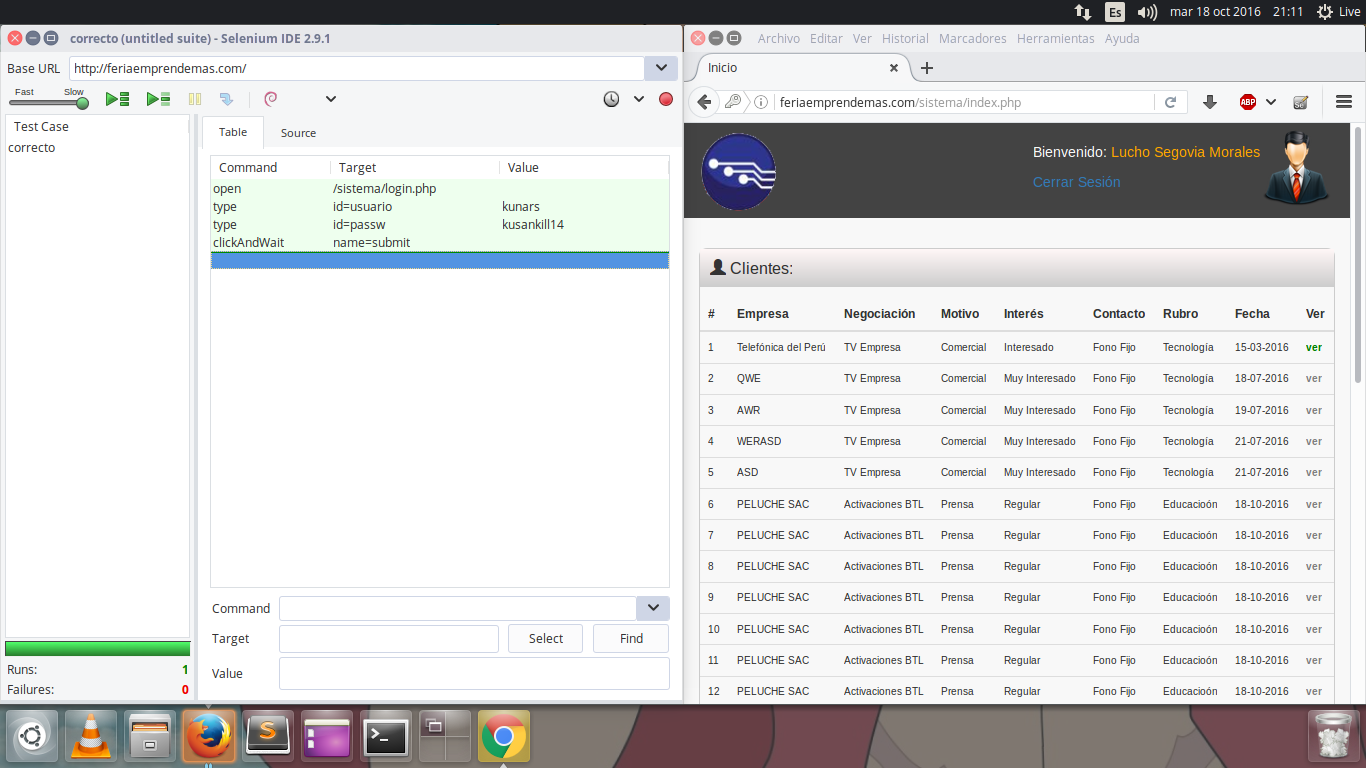 Es mar 18 oct 2016 21:11 Live
correcto (untitled suite) - Selenium IDE 2.9.1
Base URL http://feriaemprendemas.com/
Fast Slow
Test Case
correcto
Table Source
Command Target Value
open /sistema/login.php
type id=usuario kunars
type id=passw kusankill14
clickAndWait name=submit
Command
Target Select Find
Value
Runs: 1
Failures: 0
Archivo Editar Ver Historial Marcadores Herramientas Ayuda
Inicio
feriaemprendemas.com/sistema/index.php
ABP
Se
Bienvenido: Lucho Segovia Morales
Cerrar Sesión
Clientes:
# Empresa Negociación Motivo Interés Contacto Rubro Fecha Ver
1 Telefónica del Perú TV Empresa Comercial Interesado Fono Fijo Tecnología 15-03-2016 ver
2 QWE TV Empresa Comercial Muy Interesado Fono Fijo Tecnología 18-07-2016 ver
3 AWR TV Empresa Comercial Muy Interesado Fono Fijo Tecnología 19-07-2016 ver
4 WERASD TV Empresa Comercial Muy Interesado Fono Fijo Tecnología 21-07-2016 ver
5 ASD TV Empresa Comercial Muy Interesado Fono Fijo Tecnología 21-07-2016 ver
6 PELUCHE SAC Activaciones BTL Prensa Regular Fono Fijo Educacioón 18-10-2016 ver
7 PELUCHE SAC Activaciones BTL Prensa Regular Fono Fijo Educacioón 18-10-2016 ver
8 PELUCHE SAC Activaciones BTL Prensa Regular Fono Fijo Educacioón 18-10-2016 ver
9 PELUCHE SAC Activaciones BTL Prensa Regular Fono Fijo Educacioón 18-10-2016 ver
10 PELUCHE SAC Activaciones BTL Prensa Regular Fono Fijo Educacioón 18-10-2016 ver
11 PELUCHE SAC Activaciones BTL Prensa Regular Fono Fijo Educacioón 18-10-2016 ver
12 PELUCHE SAC Activaciones BTL Prensa Regular Fono Fijo Educacioón 18-10-2016 ver